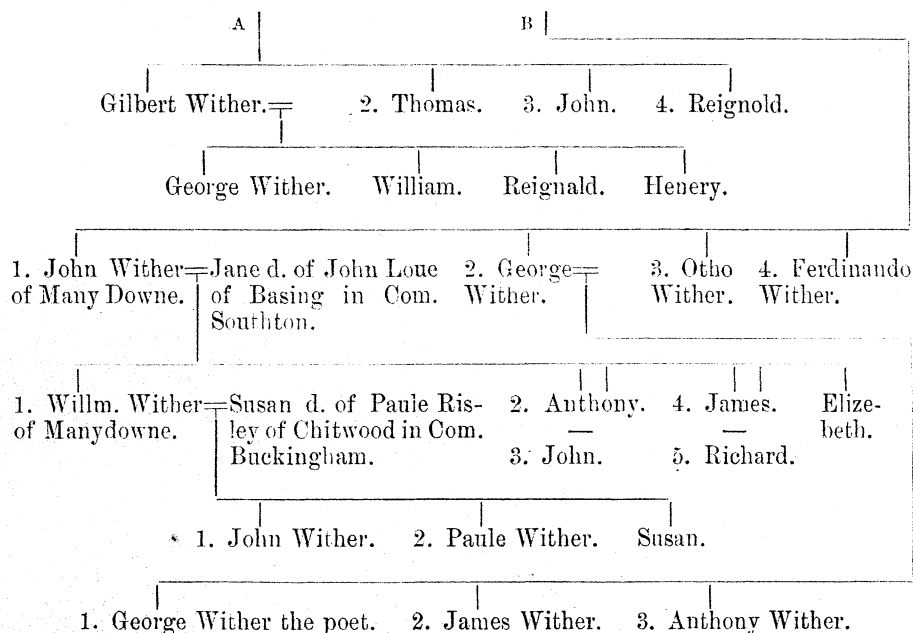 A B
Gilbert Wither. 2. Thomas. 3. John. 4. Reignold.
George Wither. William. Reignald. Henery.
1. John Wither of Many Downe.
Jane d. of John Loue of Basing in Com. Southton.
2. George Wither.
3. Otho Wither.
4. Ferdinando Wither.
1. Willm. Wither of Manydowne.
Susan d. of Paule Ris-
ley of Chitwood in Com.
Buckingham.
2. Anthony.
—
3. John.
4. James.
—
5. Richard.
Elize-
beth.
1. John Wither. 2. Paule Wither. Susan.
1. George Wither the poet. 2. James Wither. 3. Anthony Wither.